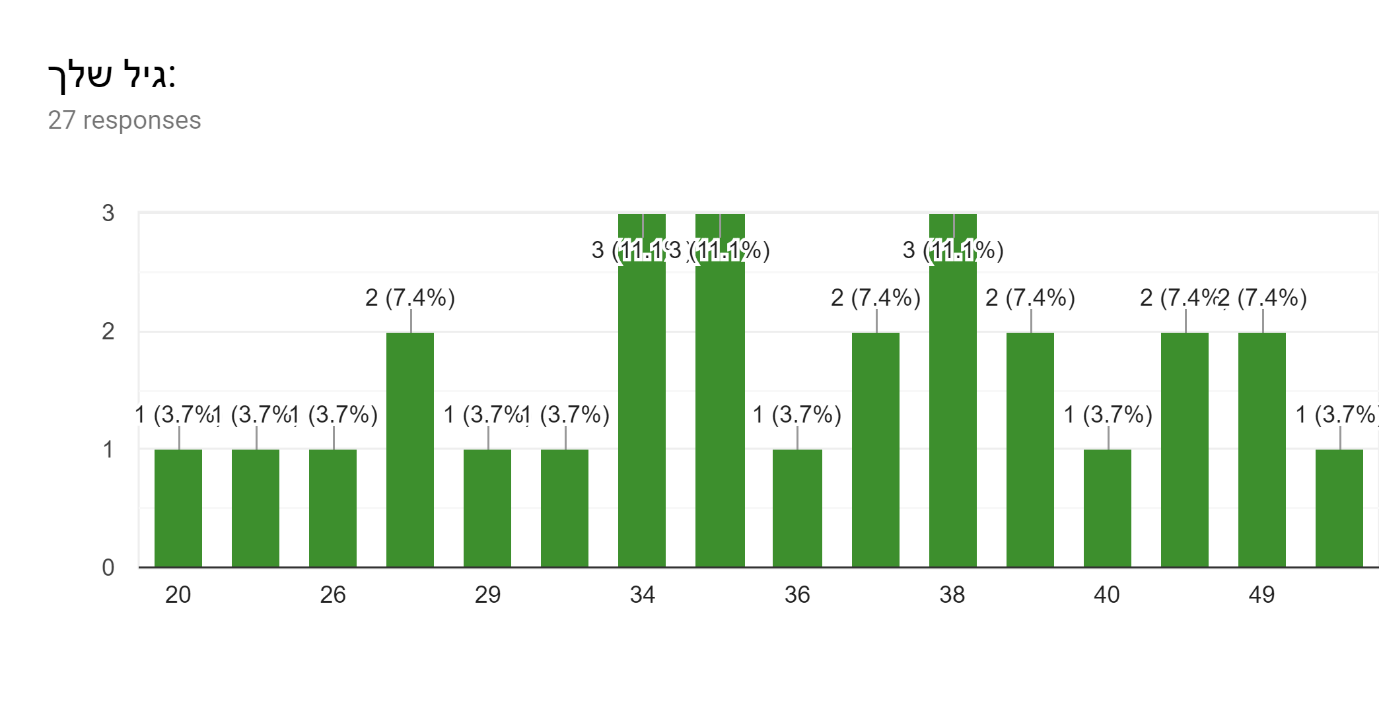 גיל שלך:
27 responses
3
3 (11.1%) 3 (11.1%) 3 (11.1%)
2 (7.4%) 2 (7.4%) 2 (7.4%) 2 (7.4%) 2 (7.4%)
2
1 (3.7%) 1 (3.7%) 1 (3.7%) 1 (3.7%) 1 (3.7%) 1 (3.7%) 1 (3.7%) 1 (3.7%)
1
0
20 26 29 34 36 38 40 49